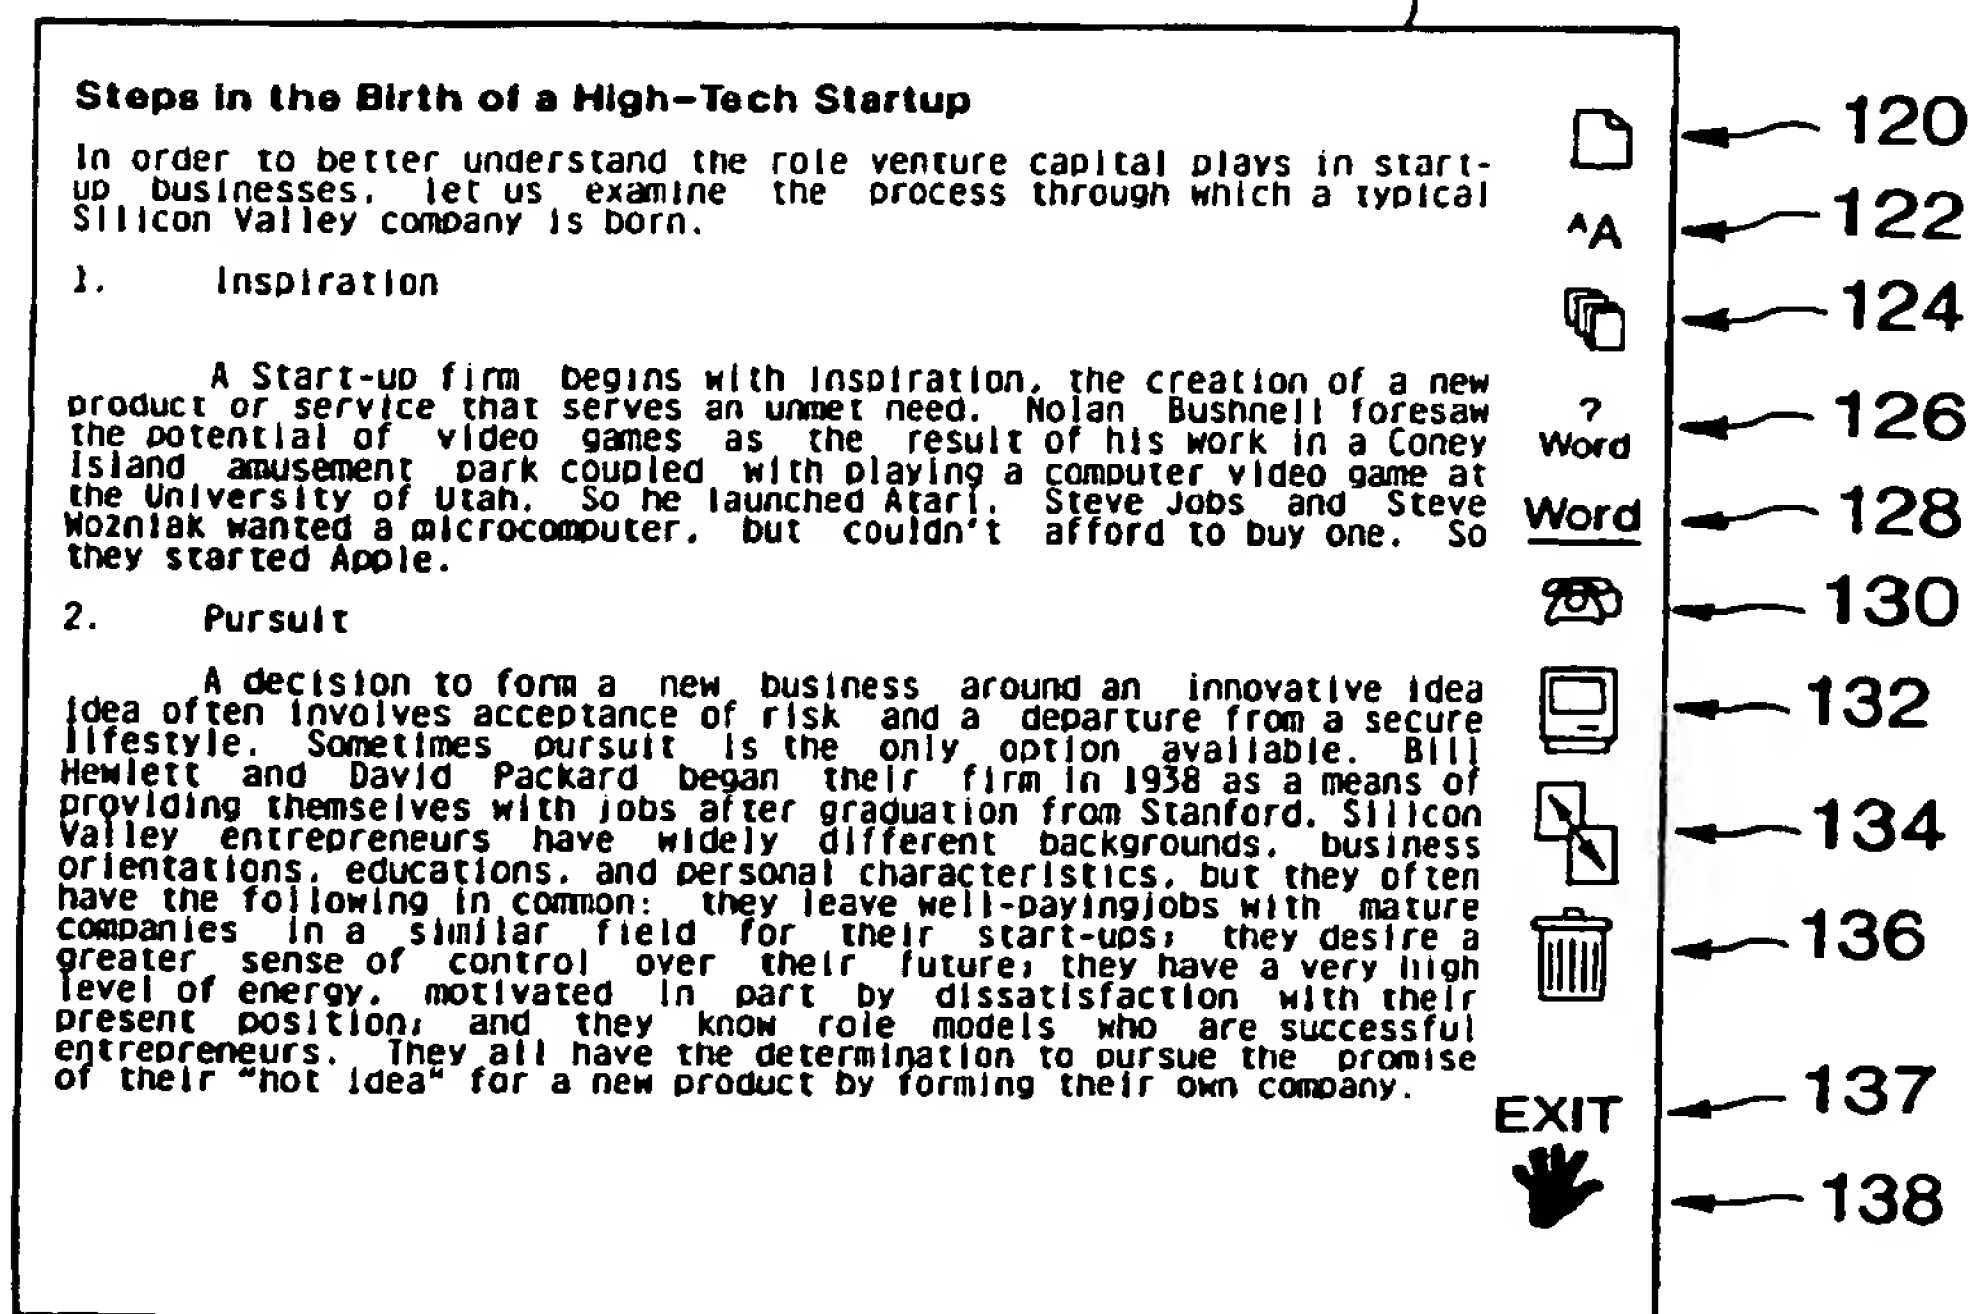 Steps in the Birth of a High-Tech Startup
In order to better understand the role venture capital plays in start-
up businesses, let us examine the process through which a typical
Silicon Valley company is born.
1. Inspiration
A Start-up firm begins with inspiration, the creation of a new
product or service that serves an unmet need. Nolan Bushnell foresaw
the potential of video games as the result of his work in a Coney
Island amusement park coupled with playing a computer video game at
the University of Utah. So he launched Atari. Steve Jobs and Steve
Wozniak wanted a microcomputer, but couldn't afford to buy one. So
they started Apple.
2. Pursuit
A decision to form a new business around an innovative idea
idea often involves acceptance of risk and a departure from a secure
lifestyle. Sometimes pursuit is the only option available. Bill
Hewlett and David Packard began their firm in 1938 as a means of
providing themselves with jobs after graduation from Stanford. Silicon
Valley entrepreneurs have widely different backgrounds, business
orientations, educations, and personal characteristics, but they often
have the following in common: they leave well-payingjobs with mature
companies in a similar field for their start-ups; they desire a
greater sense of control over their future; they have a very high
level of energy, motivated in part by dissatisfaction with their
present position; and they know role models who are successful
entrepreneurs. They all have the determination to pursue the promise
of their "hot idea" for a new product by forming their own company.
120
AA
122
124
?
Word
126
Word
128
130
132
134
136
EXIT
137
138